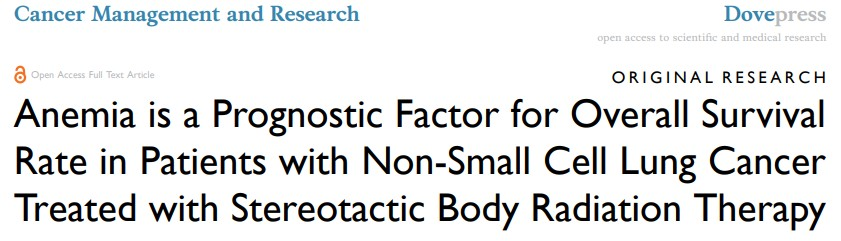 Cancer Management and Research
Dovepress
open access to scientific and medical research
Open Access Full Text Article
ORIGINAL RESEARCH
Anemia is a Prognostic Factor for Overall Survival
Rate in Patients with Non-Small Cell Lung Cancer
Treated with Stereotactic Body Radiation Therapy